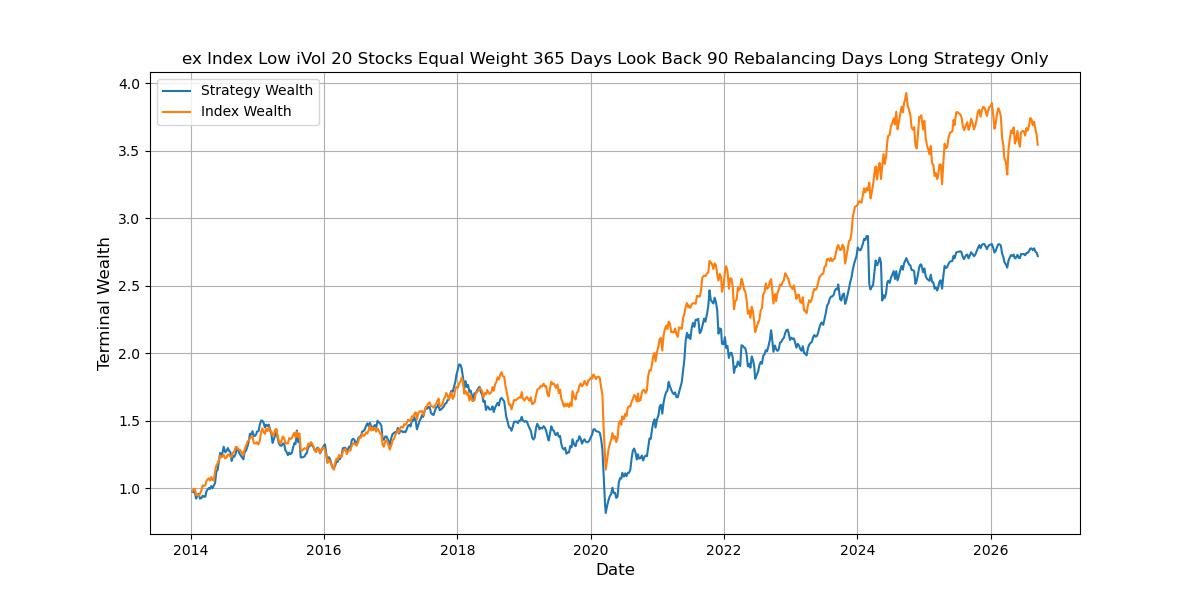 ex Index Low iVol 20 Stocks Equal Weight 365 Days Look Back 90 Rebalancing Days Long Strategy Only
Strategy Wealth
Index Wealth
Terminal Wealth
4.0
3.5
3.0
2.5
2.0
1.5
1.0
2014 2016 2018 2020 2022 2024 2026
Date